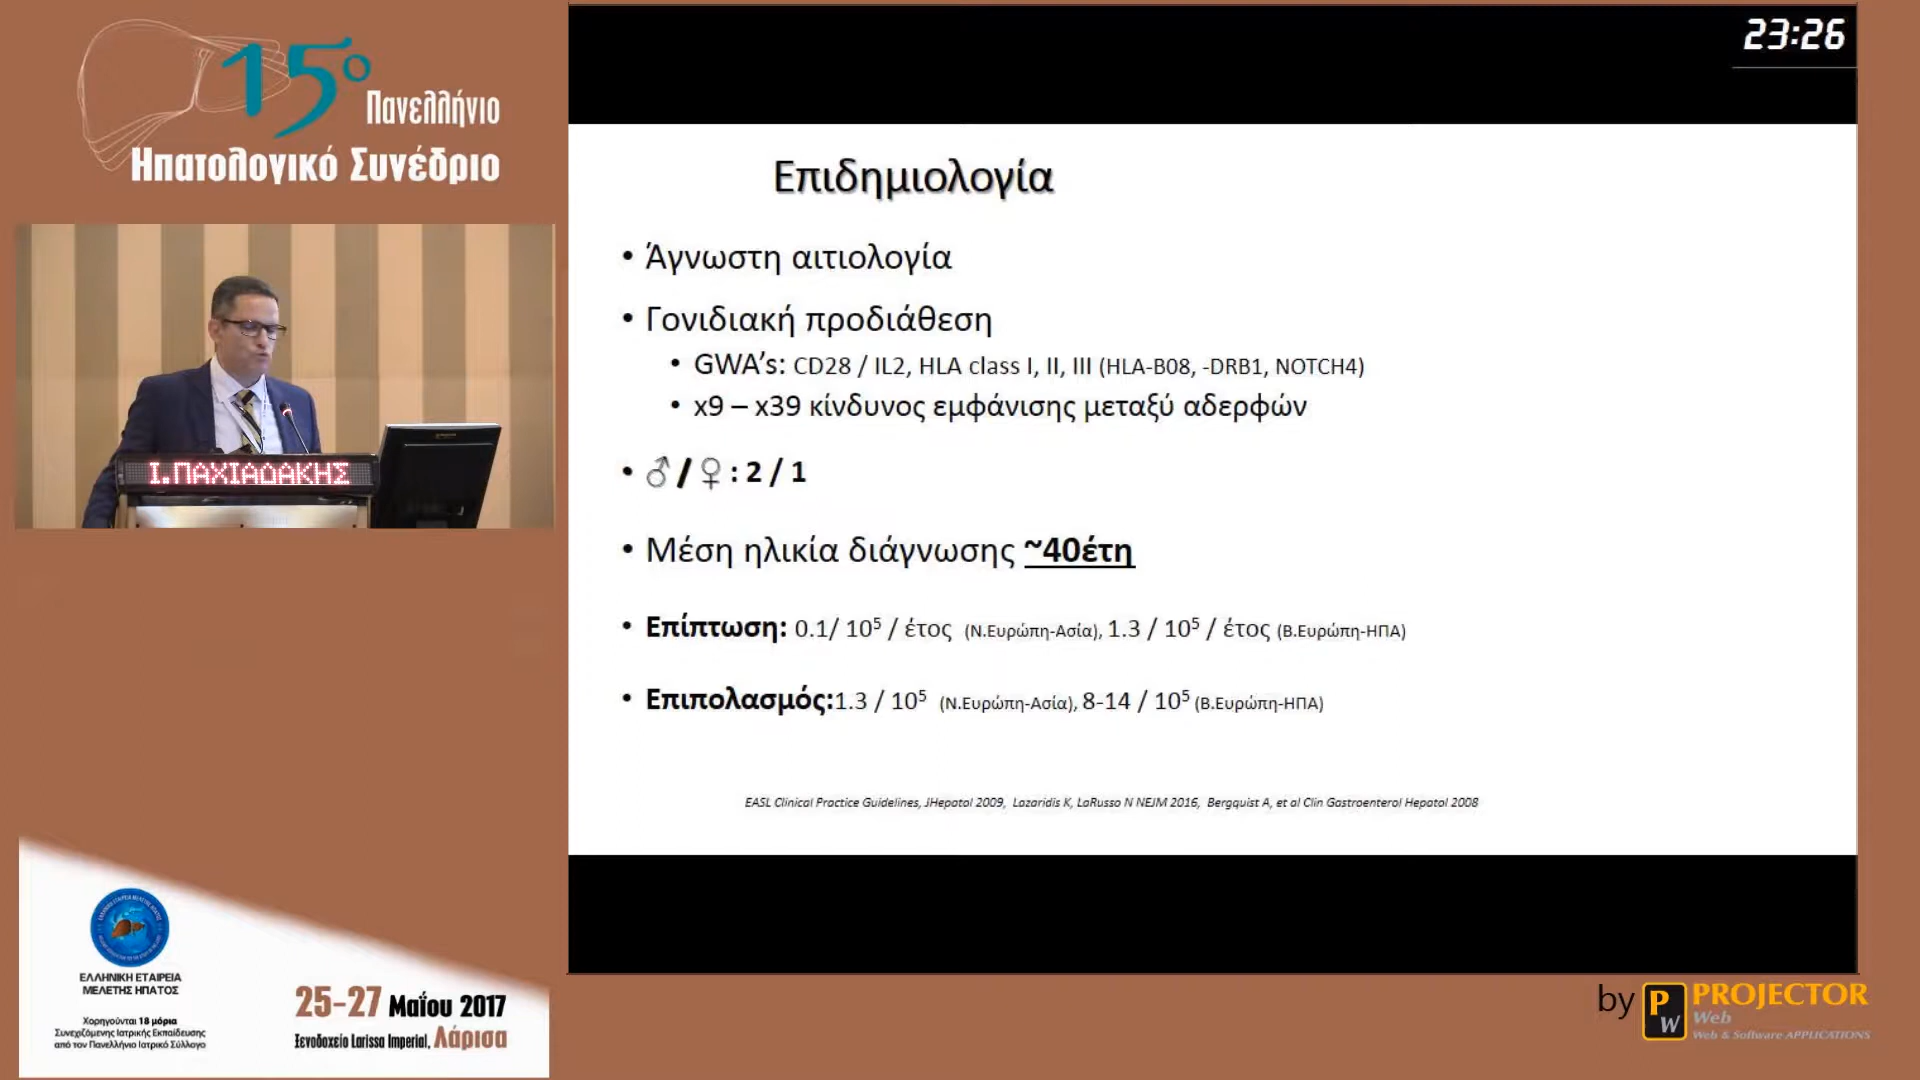 15ο
Πανελλήνιο
Ηπατολογικό Συνέδριο
Ι.ΠΑΧΙΑΔΑΚΗΣ
ΕΛΛΗΝΙΚΗ ΕΤΑΙΡΕΙΑ
ΜΕΛΕΤΗΣ ΗΠΑΤΟΣ
Χορηγούνται 18 μόρια
Συνεχιζόμενης Ιατρικής Εκπαίδευσης
από τον Πανελλήνιο Ιατρικό Σύλλογο
25-27 Μαΐου 2017
Ξενοδοχείο Larissa Imperial, Λάρισα
23:26
Επιδημιολογία
• Άγνωστη αιτιολογία
• Γονιδιακή προδιάθεση
• GWA's: CD28 / IL2, HLA class I, II, III (HLA-B08, -DRB1, NOTCH4)
• x9 – x39 κίνδυνος εμφάνισης μεταξύ αδερφών
• ♂/♀: 2 / 1
• Μέση ηλικία διάγνωσης ~40έτη
• Επίπτωση: 0.1/ 10⁵ / έτος (Ν.Ευρώπη-Ασία), 1.3 / 10⁵ / έτος (Β.Ευρώπη-ΗΠΑ)
• Επιπολασμός:1.3 / 10⁵ (Ν.Ευρώπη-Ασία), 8-14 / 10⁵ (Β.Ευρώπη-ΗΠΑ)
EASL Clinical Practice Guidelines, JHepatol 2009, Lazaridis K, LaRusso N NEJM 2016, Bergquist A, et al Clin Gastroenterol Hepatol 2008
by PW PROJECTOR
Web
Web & Software APPLICATIONS